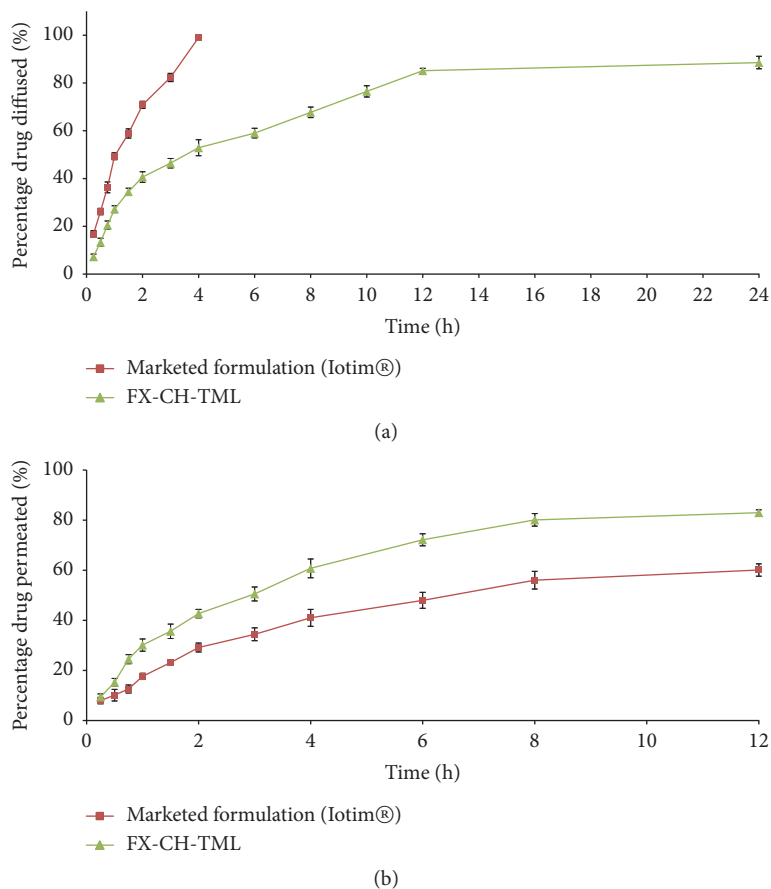 Percentage drug diffused (%)
100
80
60
40
20
0
0 2 4 6 8 10 12 14 16 18 20 22 24
Time (h)
Marketed formulation (Iotim®)
FX-CH-TML
(a)
Percentage drug permeated (%)
100
80
60
40
20
0
0 2 4 6 8 10 12
Time (h)
Marketed formulation (Iotim®)
FX-CH-TML
(b)